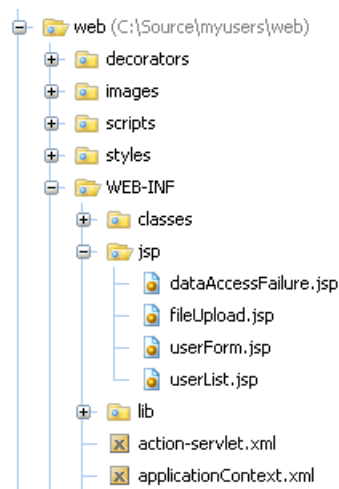 web (C:\Source\myusers\web)
decorators
images
scripts
styles
WEB-INF
classes
jsp
dataAccessFailure.jsp
fileUpload.jsp
userForm.jsp
userList.jsp
lib
action-servlet.xml
applicationContext.xml